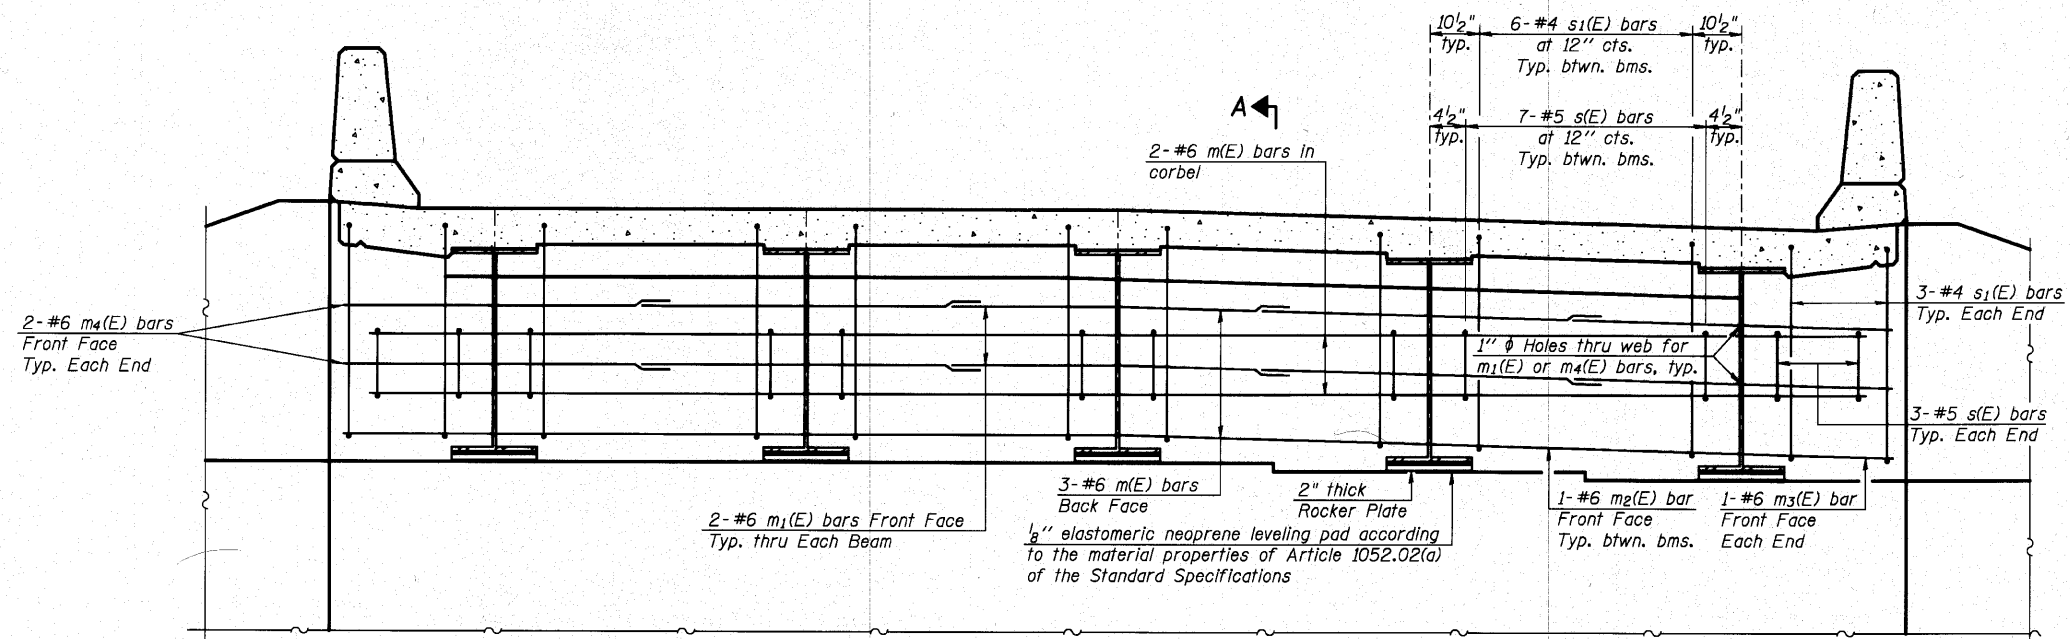 10½" typ.
6-#4 s1(E) bars
at 12" cts.
Typ. btwn. bms.
10½" typ.
A
4½" typ.
7-#5 s(E) bars
at 12" cts.
Typ. btwn. bms.
4½" typ.
2-#6 m(E) bars in
corbel
2-#6 m4(E) bars
Front Face
Typ. Each End
3-#4 s1(E) bars
Typ. Each End
1" φ Holes thru web for
m1(E) or m4(E) bars, typ.
3-#5 s(E) bars
Typ. Each End
3-#6 m(E) bars
Back Face
2" thick
Rocker Plate
1-#6 m2(E) bar
Front Face
Typ. btwn. bms.
1-#6 m3(E) bar
Front Face
Each End
2-#6 m1(E) bars Front Face
Typ. thru Each Beam
⅛" elastomeric neoprene leveling pad according
to the material properties of Article 1052.02(a)
of the Standard Specifications